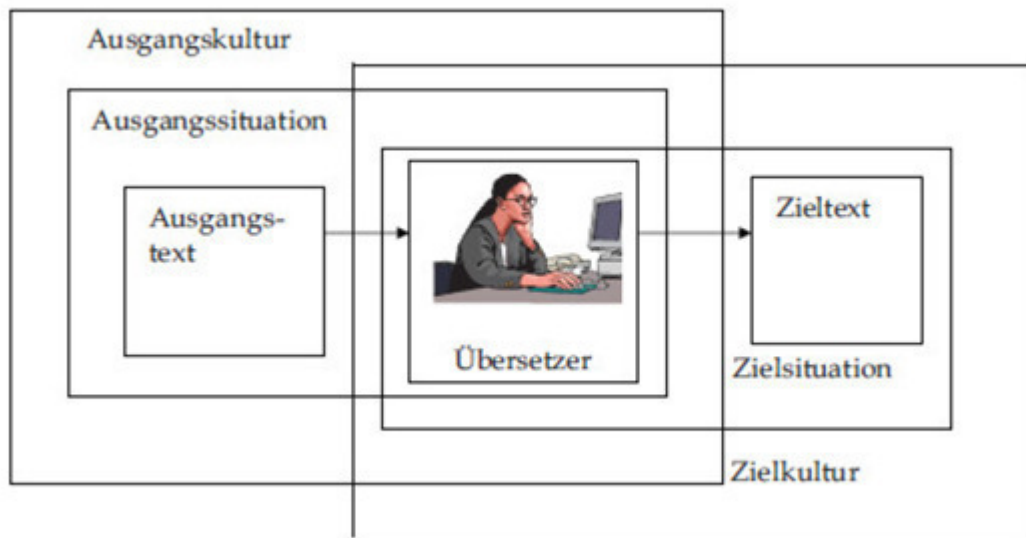 Ausgangskultur
Ausgangssituation
Ausgangs-
text
Übersetzer
Zieltext
Zielsituation
Zielkultur